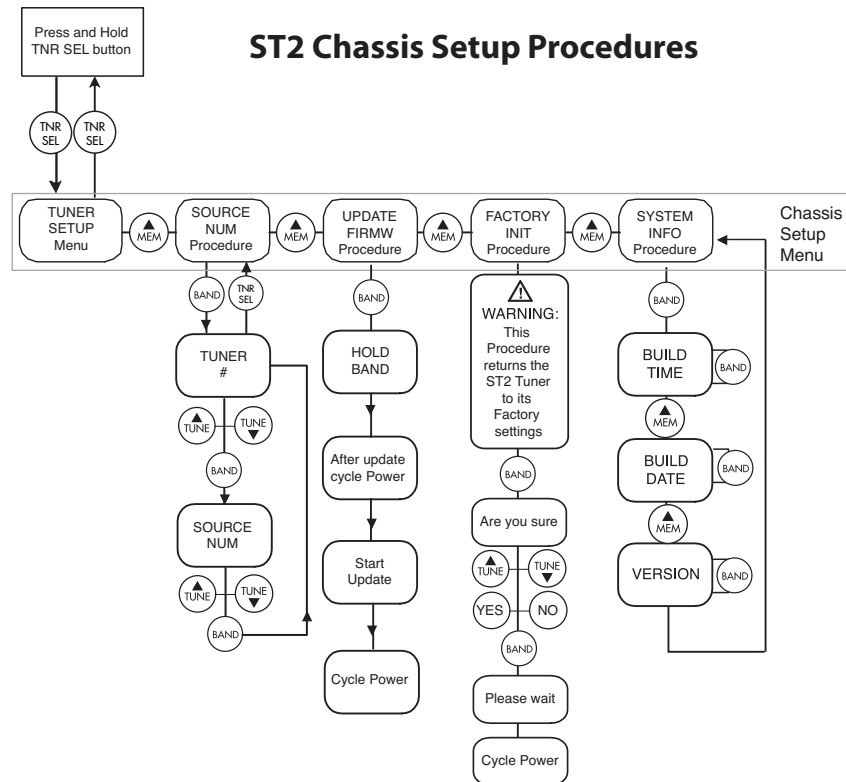 Press and Hold
TNR SEL button
ST2 Chassis Setup Procedures
TNR
SEL
TNR
SEL
TUNER
SETUP
Menu
MEM
SOURCE
NUM
Procedure
MEM
UPDATE
FIRMW
Procedure
MEM
FACTORY
INIT
Procedure
MEM
SYSTEM
INFO
Procedure
Chassis
Setup
Menu
BAND
TNR
SEL
TUNER
#
TUNE
TUNE
BAND
SOURCE
NUM
TUNE
TUNE
BAND
BAND
HOLD
BAND
After update
cycle Power
Start
Update
Cycle Power
WARNING:
This
Procedure
returns the
ST2 Tuner
to its
Factory
settings
BAND
Are you sure
TUNE
TUNE
YES
NO
BAND
Please wait
Cycle Power
BAND
BUILD
TIME
BAND
MEM
BUILD
DATE
BAND
MEM
VERSION
BAND